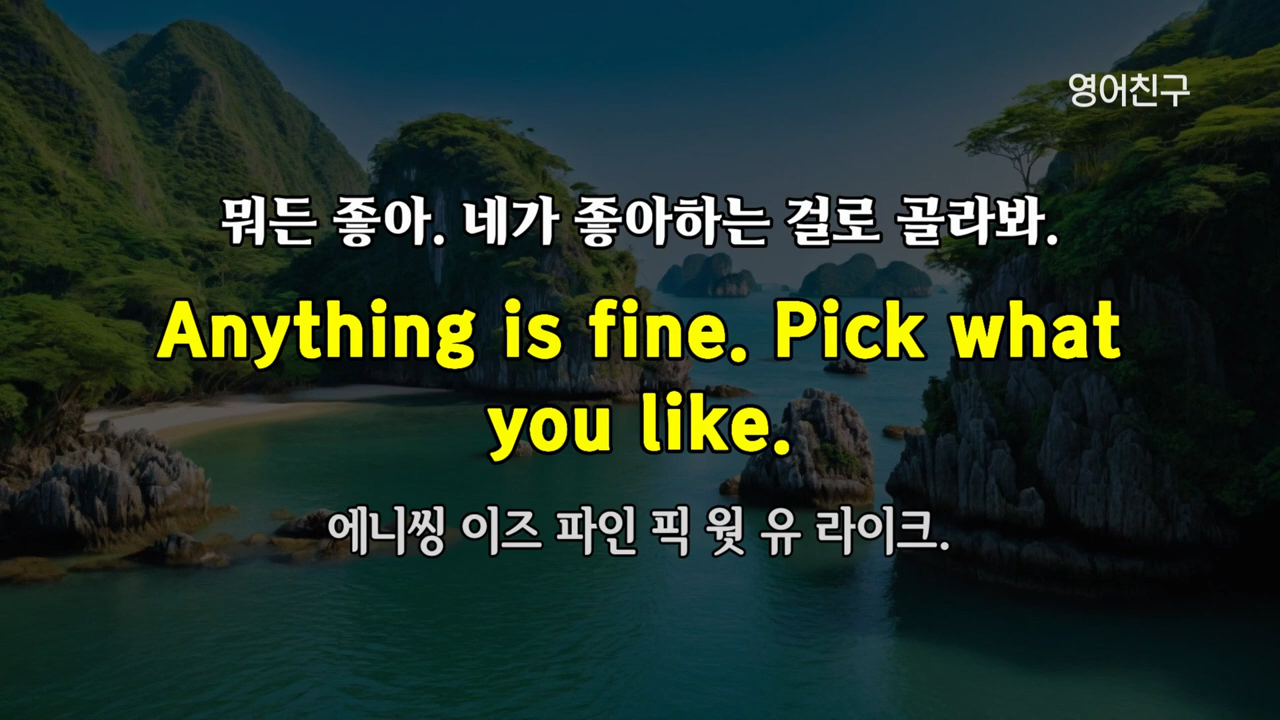 영어친구
뭐든 좋아. 네가 좋아하는 걸로 골라봐.
Anything is fine. Pick what
you like.
에니씽 이즈 파인 픽 웟 유 라이크.